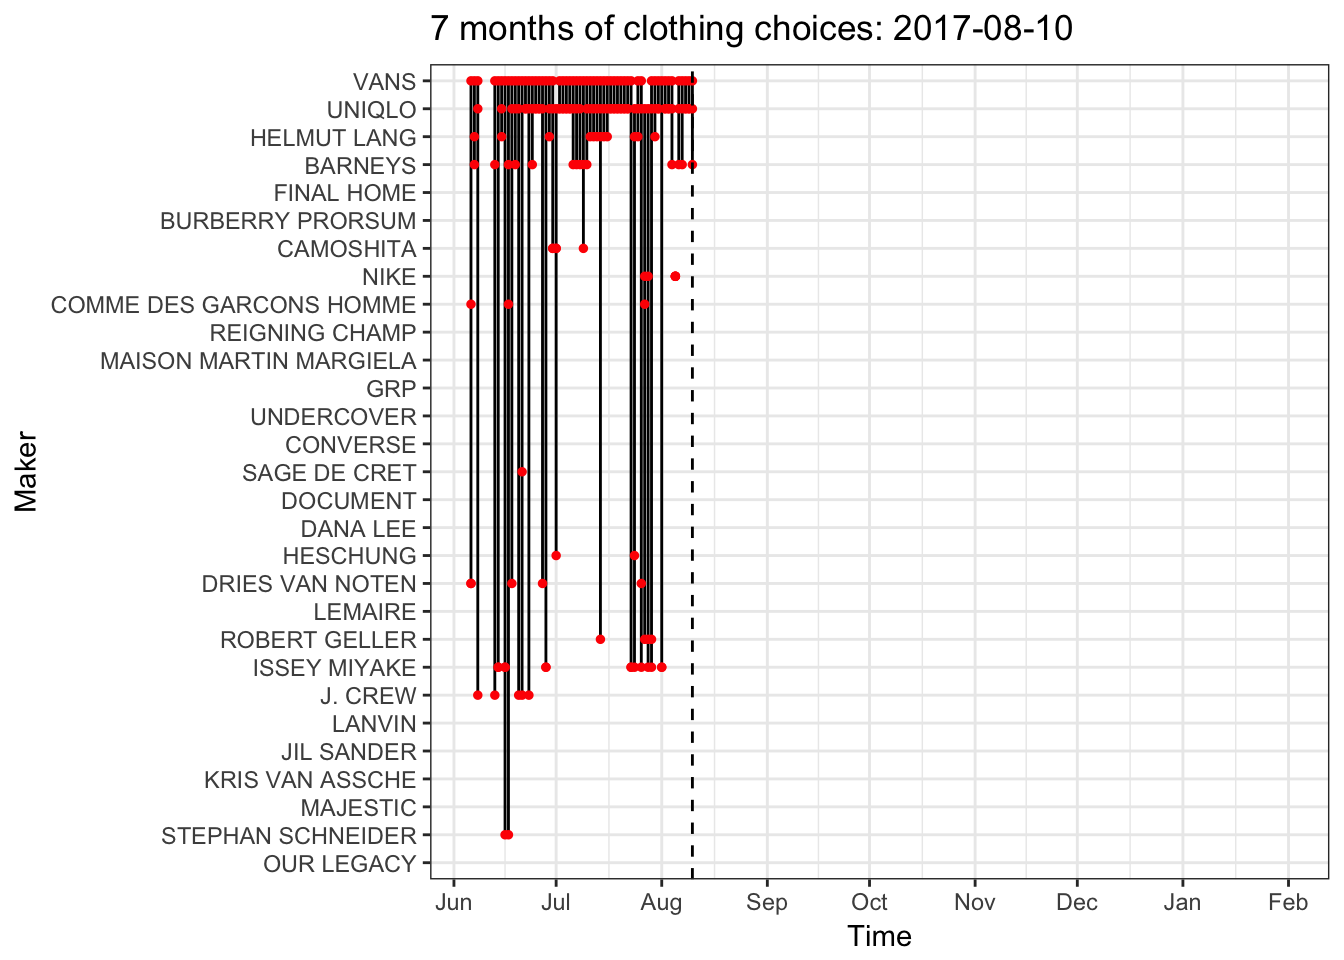 7 months of clothing choices: 2017-08-10
VANS
UNIQLO
HELMUT LANG
BARNEYS
FINAL HOME
BURBERRY PRORSUM
CAMOSHITA
NIKE
COMME DES GARCONS HOMME
REIGNING CHAMP
MAISON MARTIN MARGIELA
GRP
UNDERCOVER
CONVERSE
SAGE DE CRET
DOCUMENT
DANA LEE
HESCHUNG
DRIES VAN NOTEN
LEMAIRE
ROBERT GELLER
ISSEY MIYAKE
J. CREW
LANVIN
JIL SANDER
KRIS VAN ASSCHE
MAJESTIC
STEPHAN SCHNEIDER
OUR LEGACY
Maker
Jun Jul Aug Sep Oct Nov Dec Jan Feb
Time